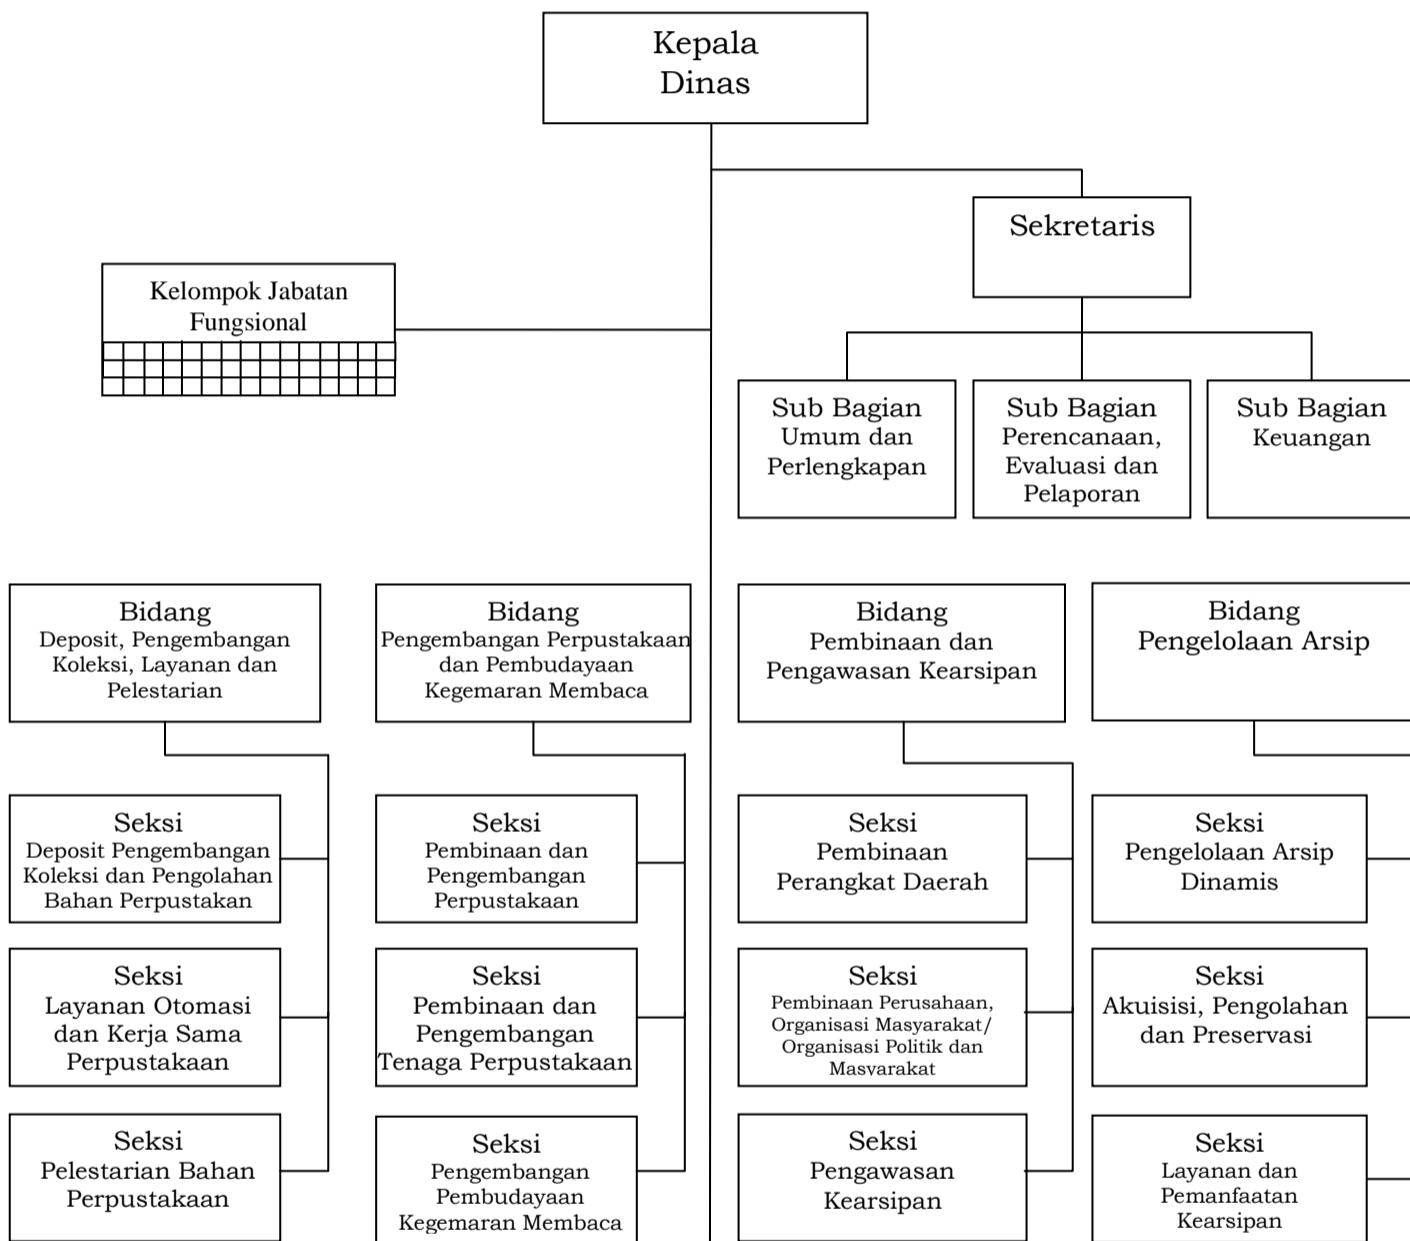 Kepala
Dinas
Sekretaris
Kelompok Jabatan
Fungsional
Sub Bagian
Umum dan
Perlengkapan
Sub Bagian
Perencanaan,
Evaluasi dan
Pelaporan
Sub Bagian
Keuangan
Bidang
Deposit, Pengembangan
Koleksi, Layanan dan
Pelestarian
Bidang
Pengembangan Perpustakaan
dan Pembudayaan
Kegemaran Membaca
Bidang
Pembinaan dan
Pengawasan Kearsipan
Bidang
Pengelolaan Arsip
Seksi
Deposit Pengembangan
Koleksi dan Pengolahan
Bahan Perpustakan
Seksi
Pembinaan dan
Pengembangan
Perpustakaan
Seksi
Pembinaan
Perangkat Daerah
Seksi
Pengelolaan Arsip
Dinamis
Seksi
Layanan Otomasi
dan Kerja Sama
Perpustakaan
Seksi
Pembinaan dan
Pengembangan
Tenaga Perpustakaan
Seksi
Pembinaan Perusahaan,
Organisasi Masyarakat/
Organisasi Politik dan
Masvarakat
Seksi
Akuisisi, Pengolahan
dan Preservasi
Seksi
Pelestarian Bahan
Perpustakaan
Seksi
Pengembangan
Pembudayaan
Kegemaran Membaca
Seksi
Pengawasan
Kearsipan
Seksi
Layanan dan
Pemanfaatan
Kearsipan